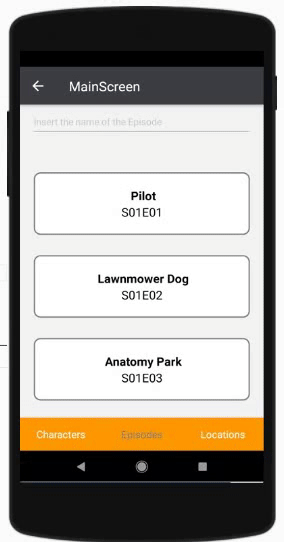 MainScreen
Insert the name of the Episode
Pilot
S01E01
Lawnmower Dog
S01E02
Anatomy Park
S01E03
Characters Episodes Locations